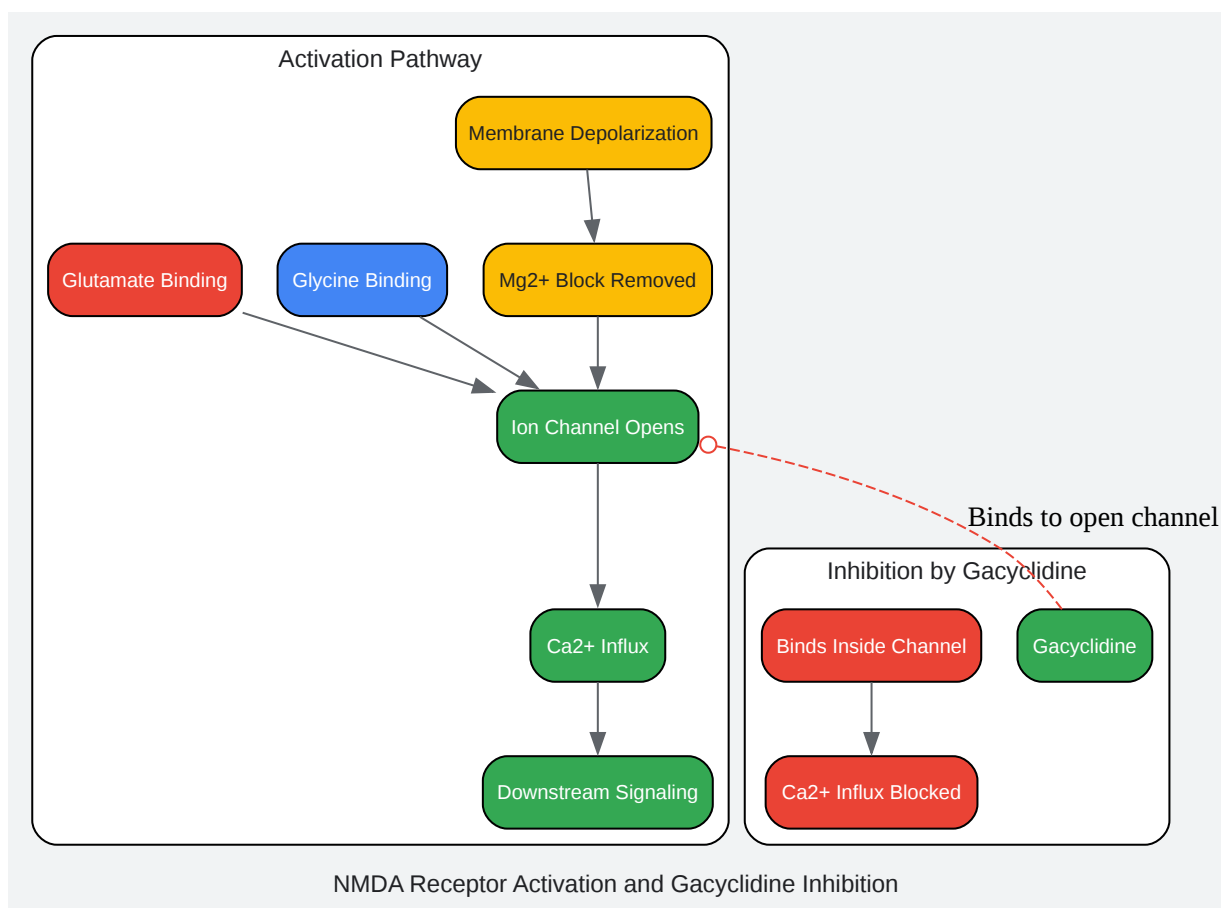 Activation Pathway
Membrane Depolarization
Glutamate Binding
Glycine Binding
Mg2+ Block Removed
Ion Channel Opens
Binds to open channel
Inhibition by Gacyclidine
Ca2+ Influx
Binds Inside Channel
Gacyclidine
Downstream Signaling
Ca2+ Influx Blocked
NMDA Receptor Activation and Gacyclidine Inhibition